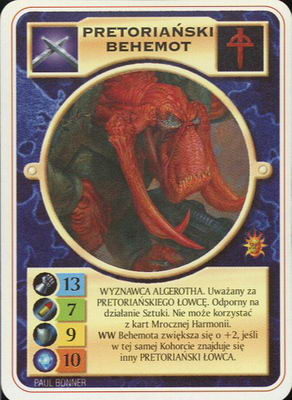 PRETORIAŃSKI
BEHEMOT
13
7
9
10
WYZNAWCA ALGEROTHA. Uważany za
PRETORIAŃSKIEGO ŁOWCĘ. Odporny na
działanie Sztuki. Nie może korzystać
z kart Mrocznej Harmonii.
WW Behemota zwiększa się o +2, jeśli
w tej samej Kohorcie znajduje się
inny PRETORIAŃSKI ŁOWCA.
PAUL BONNER